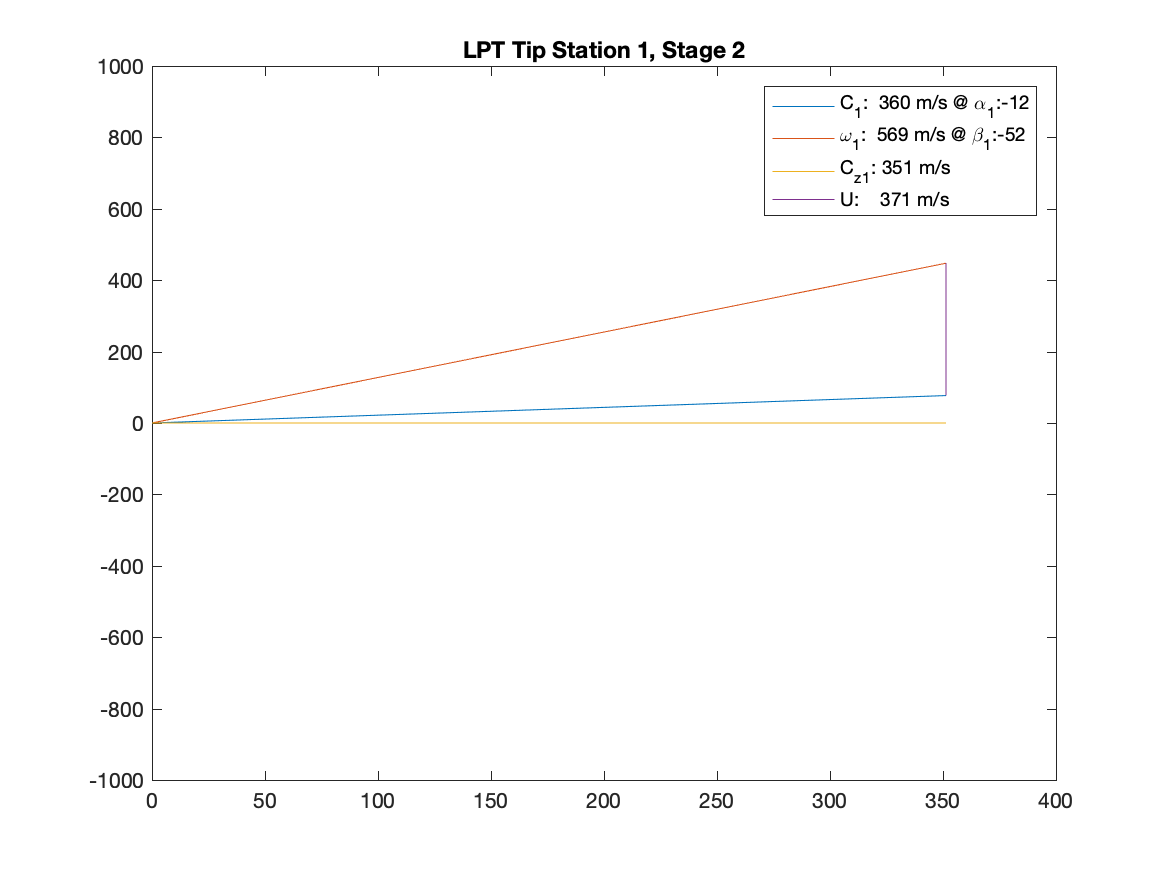 LPT Tip Station 1, Stage 2
C1: 360 m/s @ α1:-12
ω1: 569 m/s @ β1:-52
Cz1: 351 m/s
U: 371 m/s
1000
800
600
400
200
0
-200
-400
-600
-800
-1000
0 50 100 150 200 250 300 350 400